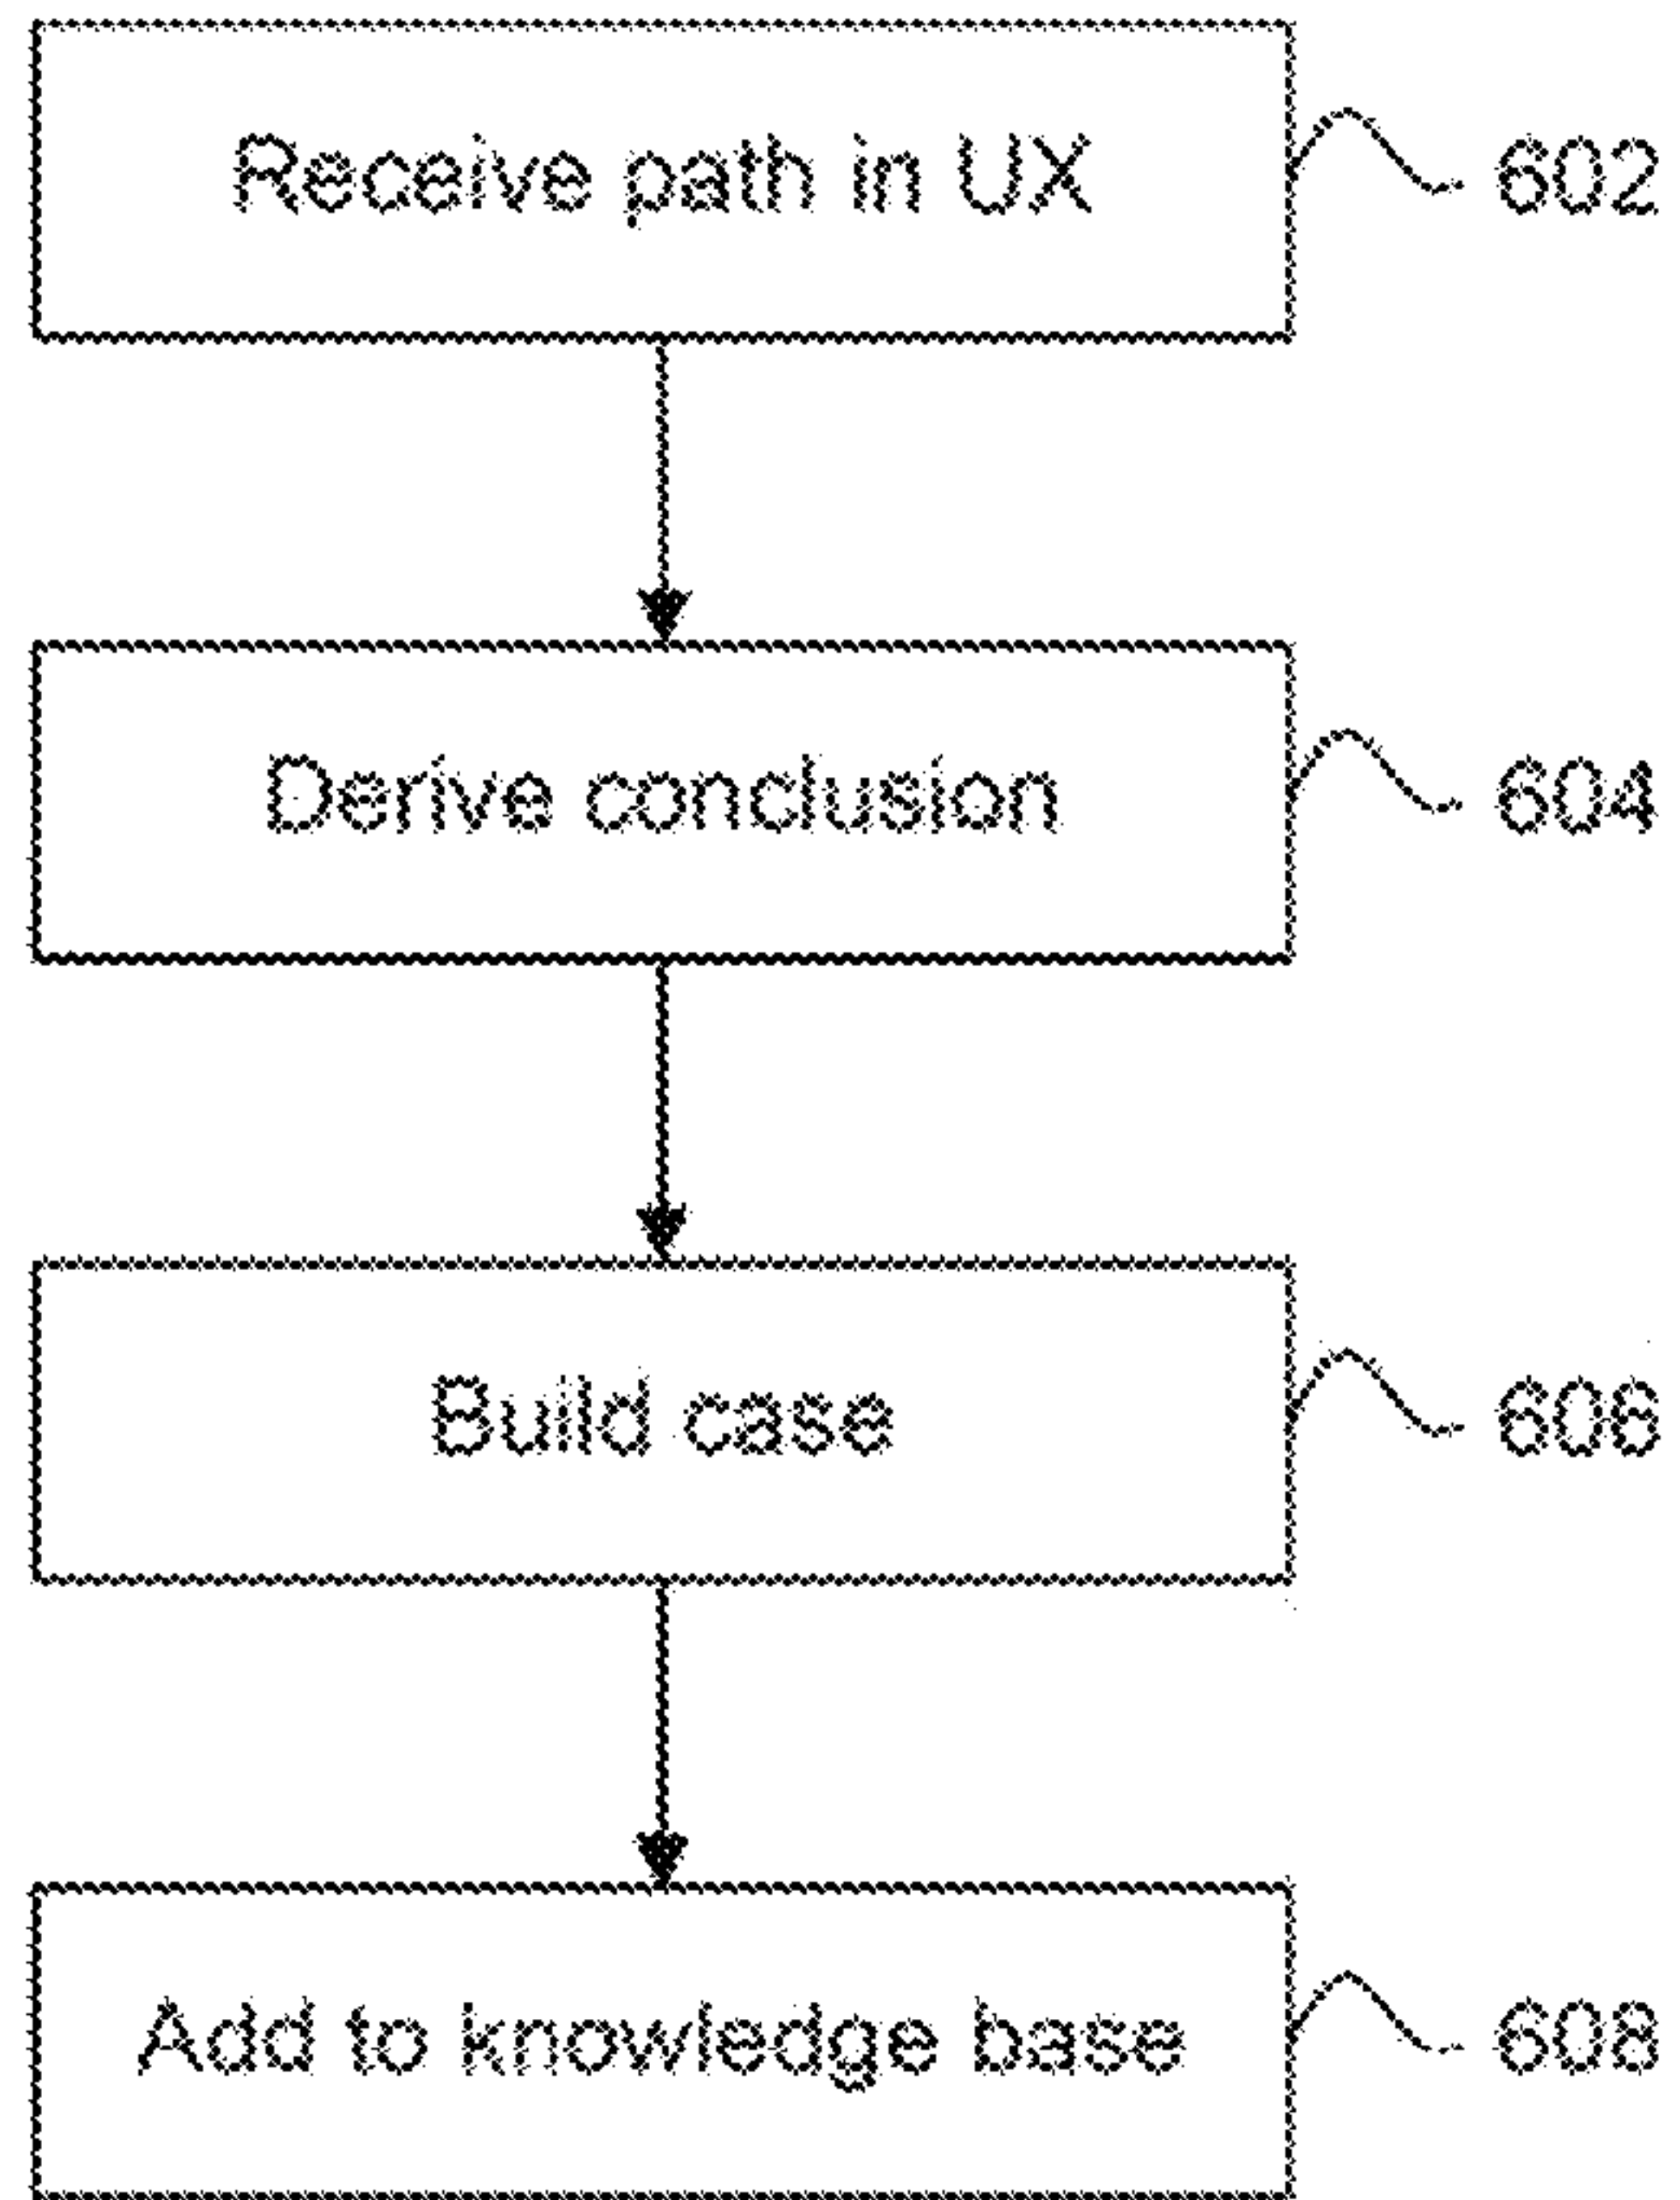 Receive path in UX
602
Derive conclusion
604
Build case
606
Add to knowledge base
608